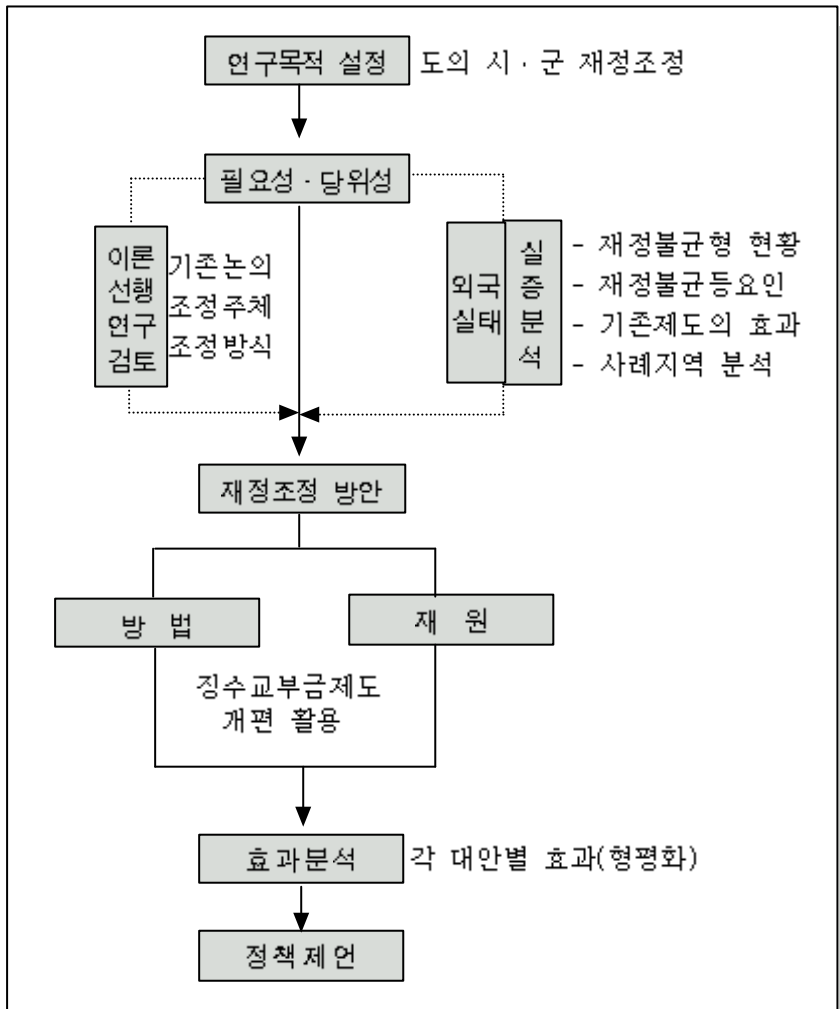 연구목적 설정 도의 시·군 재정조정
필요성·당위성
이론
선행
연구
검토
기존논의
조정주체
조정방식
외국
실태
실
증
분
석
- 재정불균형 현황
- 재정불균등요인
- 기존제도의 효과
- 사례지역 분석
재정조정 방안
방 법
재 원
징수교부금제도
개편 활용
효과분석 각 대안별 효과(형평화)
정책제언